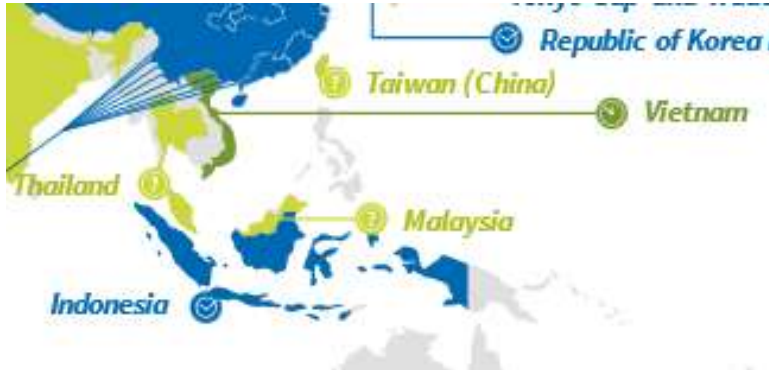 Republic of Korea
Taiwan (China)
Vietnam
Thailand
Malaysia
Indonesia